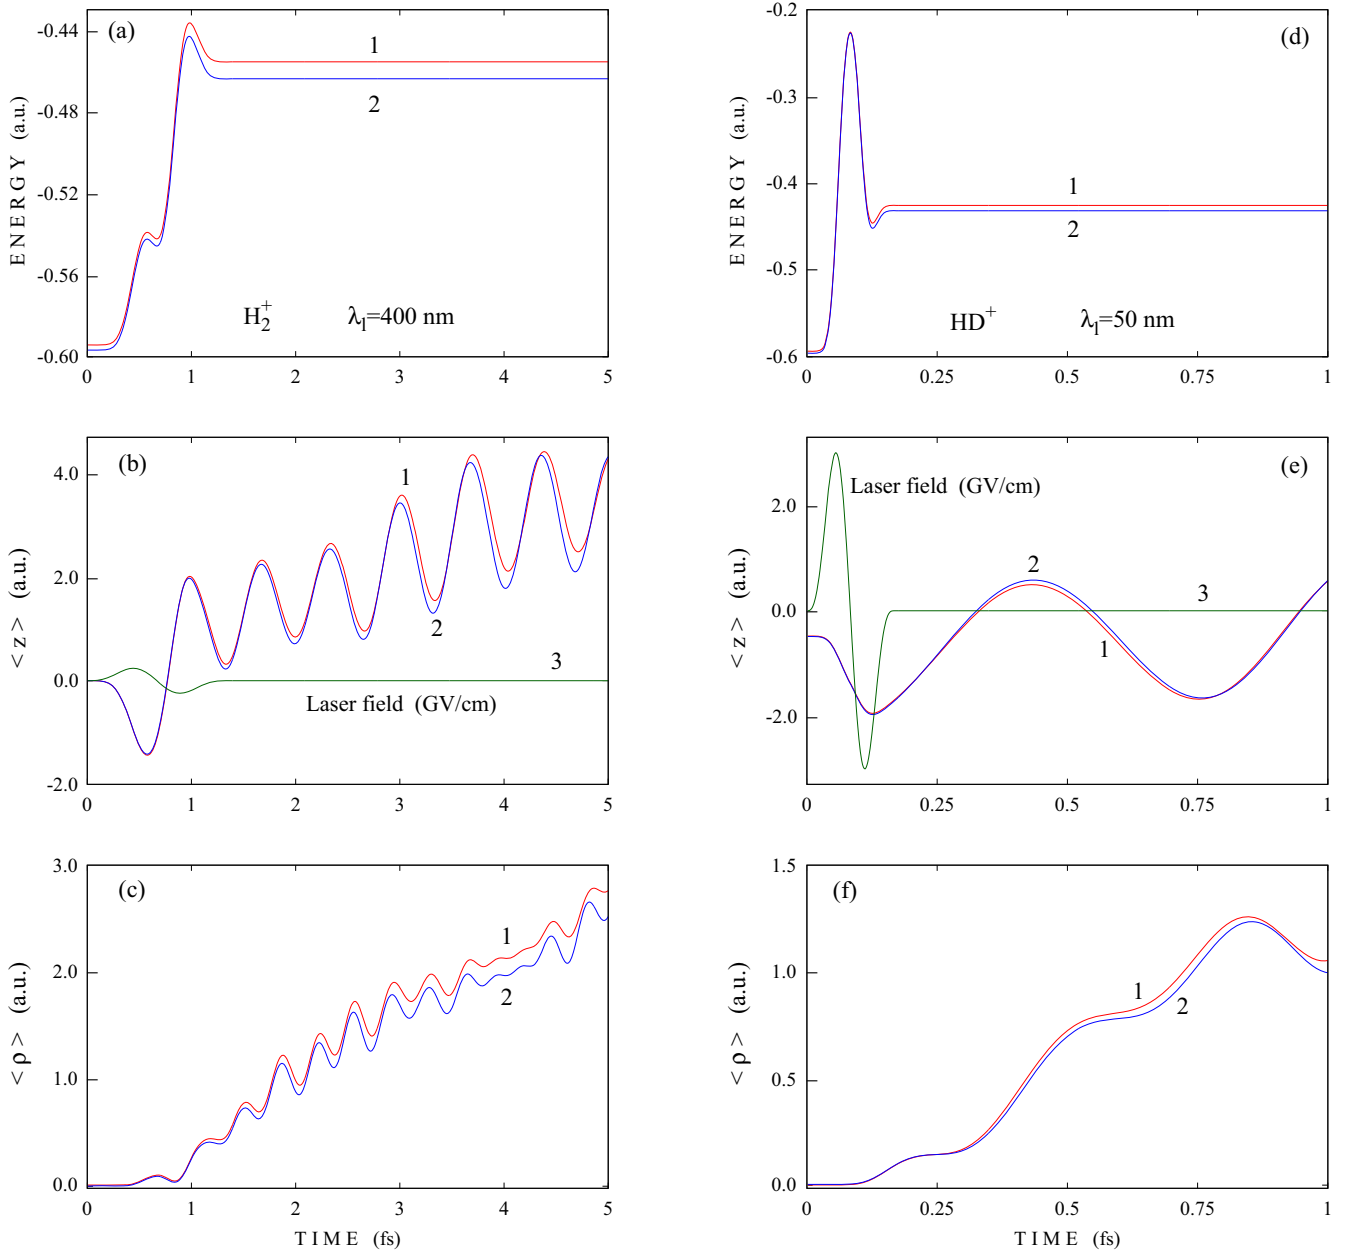 (a)
-0.44
-0.48
-0.52
-0.56
-0.60
ENERGY (a.u.)
1
2
H₂⁺ λₗ=400 nm
0 1 2 3 4 5
(d)
-0.2
-0.3
-0.4
-0.5
-0.6
ENERGY (a.u.)
1
2
HD⁺ λₗ=50 nm
0 0.25 0.5 0.75 1
(b)
4.0
2.0
0.0
-2.0
< z > (a.u.)
1
2
3
Laser field (GV/cm)
0 1 2 3 4 5
(e)
2.0
0.0
-2.0
< z > (a.u.)
Laser field (GV/cm)
2
3
1
0 0.25 0.5 0.75 1
(c)
3.0
2.0
1.0
0.0
< ρ > (a.u.)
1
2
0 1 2 3 4 5
TIME (fs)
(f)
1.5
1.0
0.5
0.0
< ρ > (a.u.)
1
2
0 0.25 0.5 0.75 1
TIME (fs)